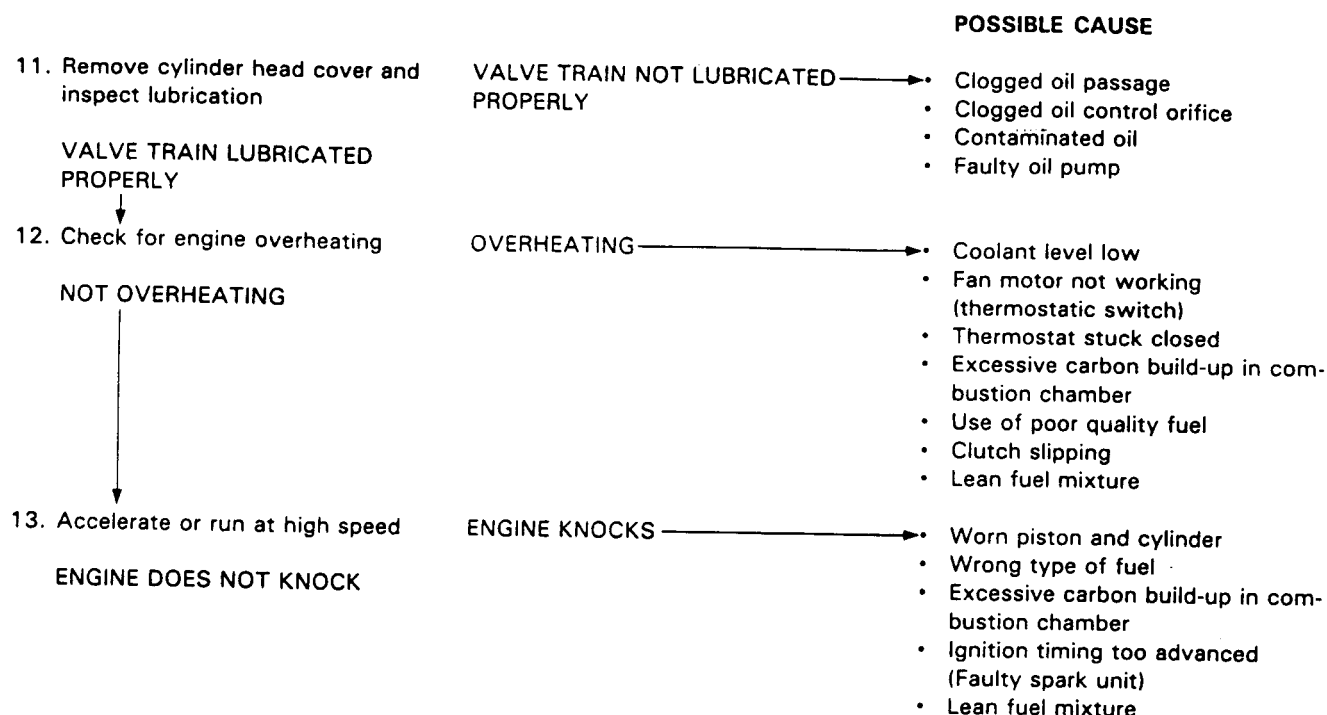 POSSIBLE CAUSE
11. Remove cylinder head cover and
inspect lubrication
VALVE TRAIN NOT LUBRICATED
PROPERLY
• Clogged oil passage
• Clogged oil control orifice
• Contaminated oil
• Faulty oil pump
VALVE TRAIN LUBRICATED
PROPERLY
12. Check for engine overheating
OVERHEATING
• Coolant level low
• Fan motor not working
(thermostatic switch)
• Thermostat stuck closed
• Excessive carbon build-up in com-
bustion chamber
• Use of poor quality fuel
• Clutch slipping
• Lean fuel mixture
NOT OVERHEATING
13. Accelerate or run at high speed
ENGINE KNOCKS
• Worn piston and cylinder
• Wrong type of fuel
• Excessive carbon build-up in com-
bustion chamber
• Ignition timing too advanced
(Faulty spark unit)
• Lean fuel mixture
ENGINE DOES NOT KNOCK